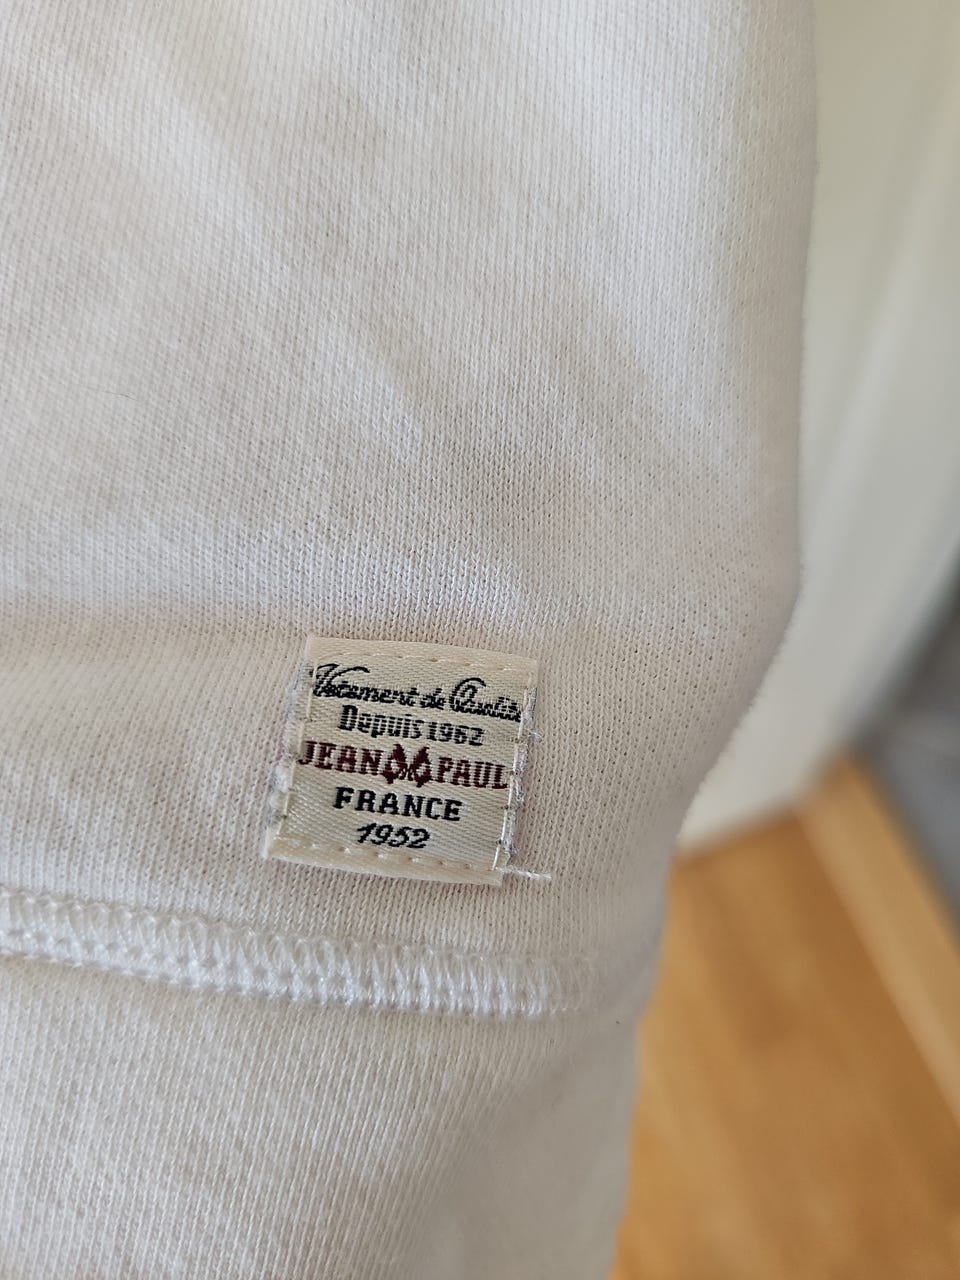 Vêtement de Qualité
Depuis 1952
JEAN PAUL
FRANCE
1952